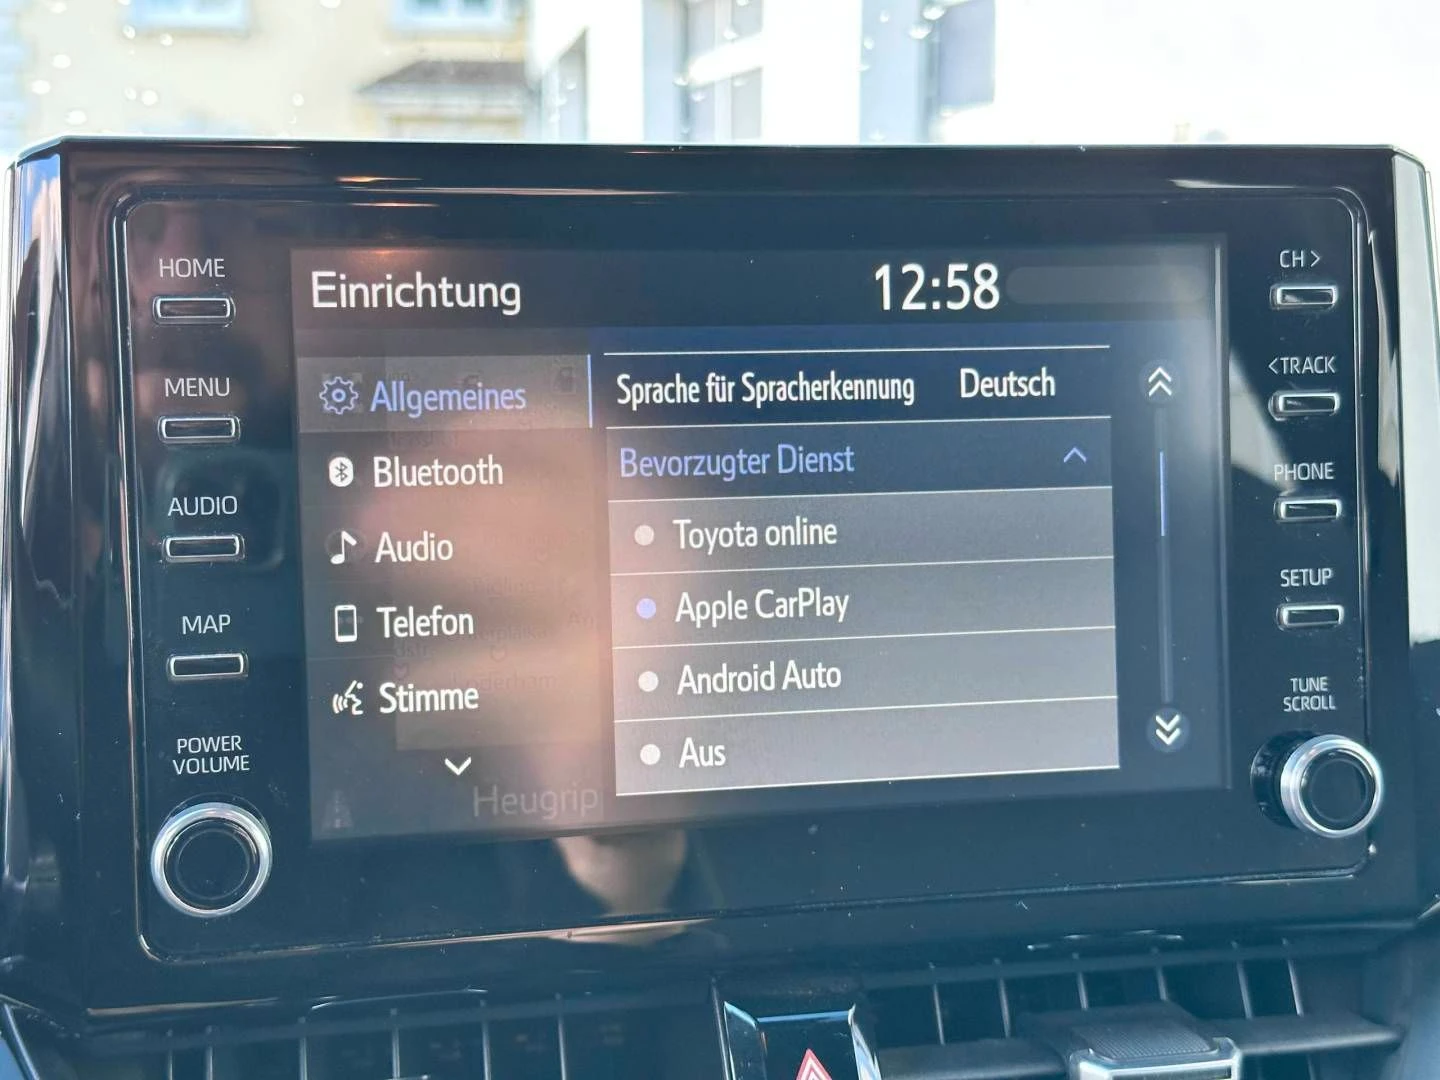 HOME
MENU
AUDIO
MAP
POWER
VOLUME
Einrichtung
12:58
Allgemeines
Bluetooth
Audio
Telefon
Stimme
Heugrip
Sprache für Spracherkennung Deutsch
Bevorzugter Dienst
Toyota online
Apple CarPlay
Android Auto
Aus
CH >
< TRACK
PHONE
SETUP
TUNE
SCROLL